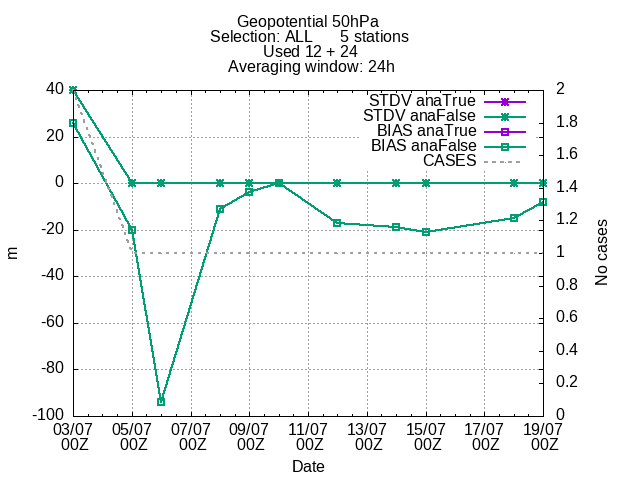 Geopotential 50hPa
Selection: ALL 5 stations
Used 12 + 24
Averaging window: 24h
STDV anaTrue
STDV anaFalse
BIAS anaTrue
BIAS anaFalse
CASES
40
20
0
-20
-40
-60
-80
-100
m
2
1.8
1.6
1.4
1.2
1
0.8
0.6
0.4
0.2
0
No cases
03/07 05/07 07/07 09/07 11/07 13/07 15/07 17/07 19/07
00Z 00Z 00Z 00Z 00Z 00Z 00Z 00Z 00Z
Date